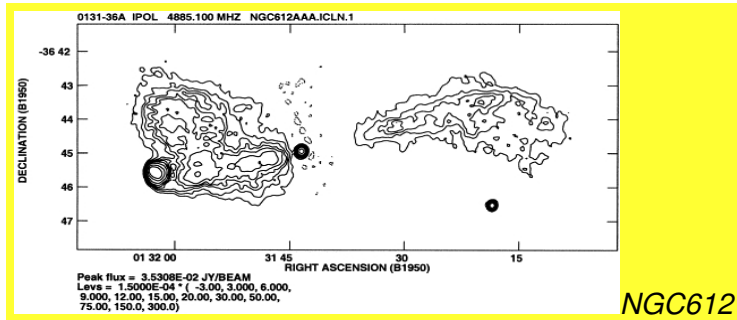 0131-36A IPOL 4885.100 MHZ NGC612AAA.ICLN.1
-36 42
43
44
45
46
47
DECLINATION (B1950)
01 32 00 31 45 30 15
RIGHT ASCENSION (B1950)
Peak flux = 3.5308E-02 JY/BEAM
Levs = 1.5000E-04 * ( -3.00, 3.000, 6.000,
9.000, 12.00, 15.00, 20.00, 30.00, 50.00,
75.00, 150.0, 300.0)
NGC612